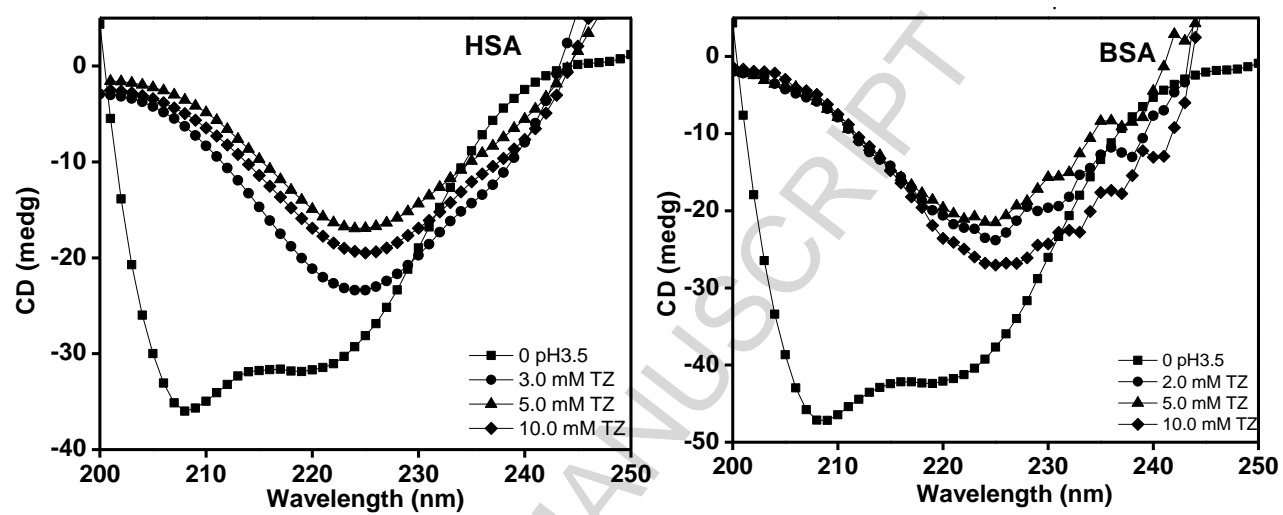 HSA
0
-10
-20
-30
-40
CD (medg)
0 pH3.5
3.0 mM TZ
5.0 mM TZ
10.0 mM TZ
200 210 220 230 240 250
Wavelength (nm)
BSA
0
-10
-20
-30
-40
-50
CD (medg)
0 pH3.5
2.0 mM TZ
5.0 mM TZ
10.0 mM TZ
200 210 220 230 240 250
Wavelength (nm)
MANUSCRIPT